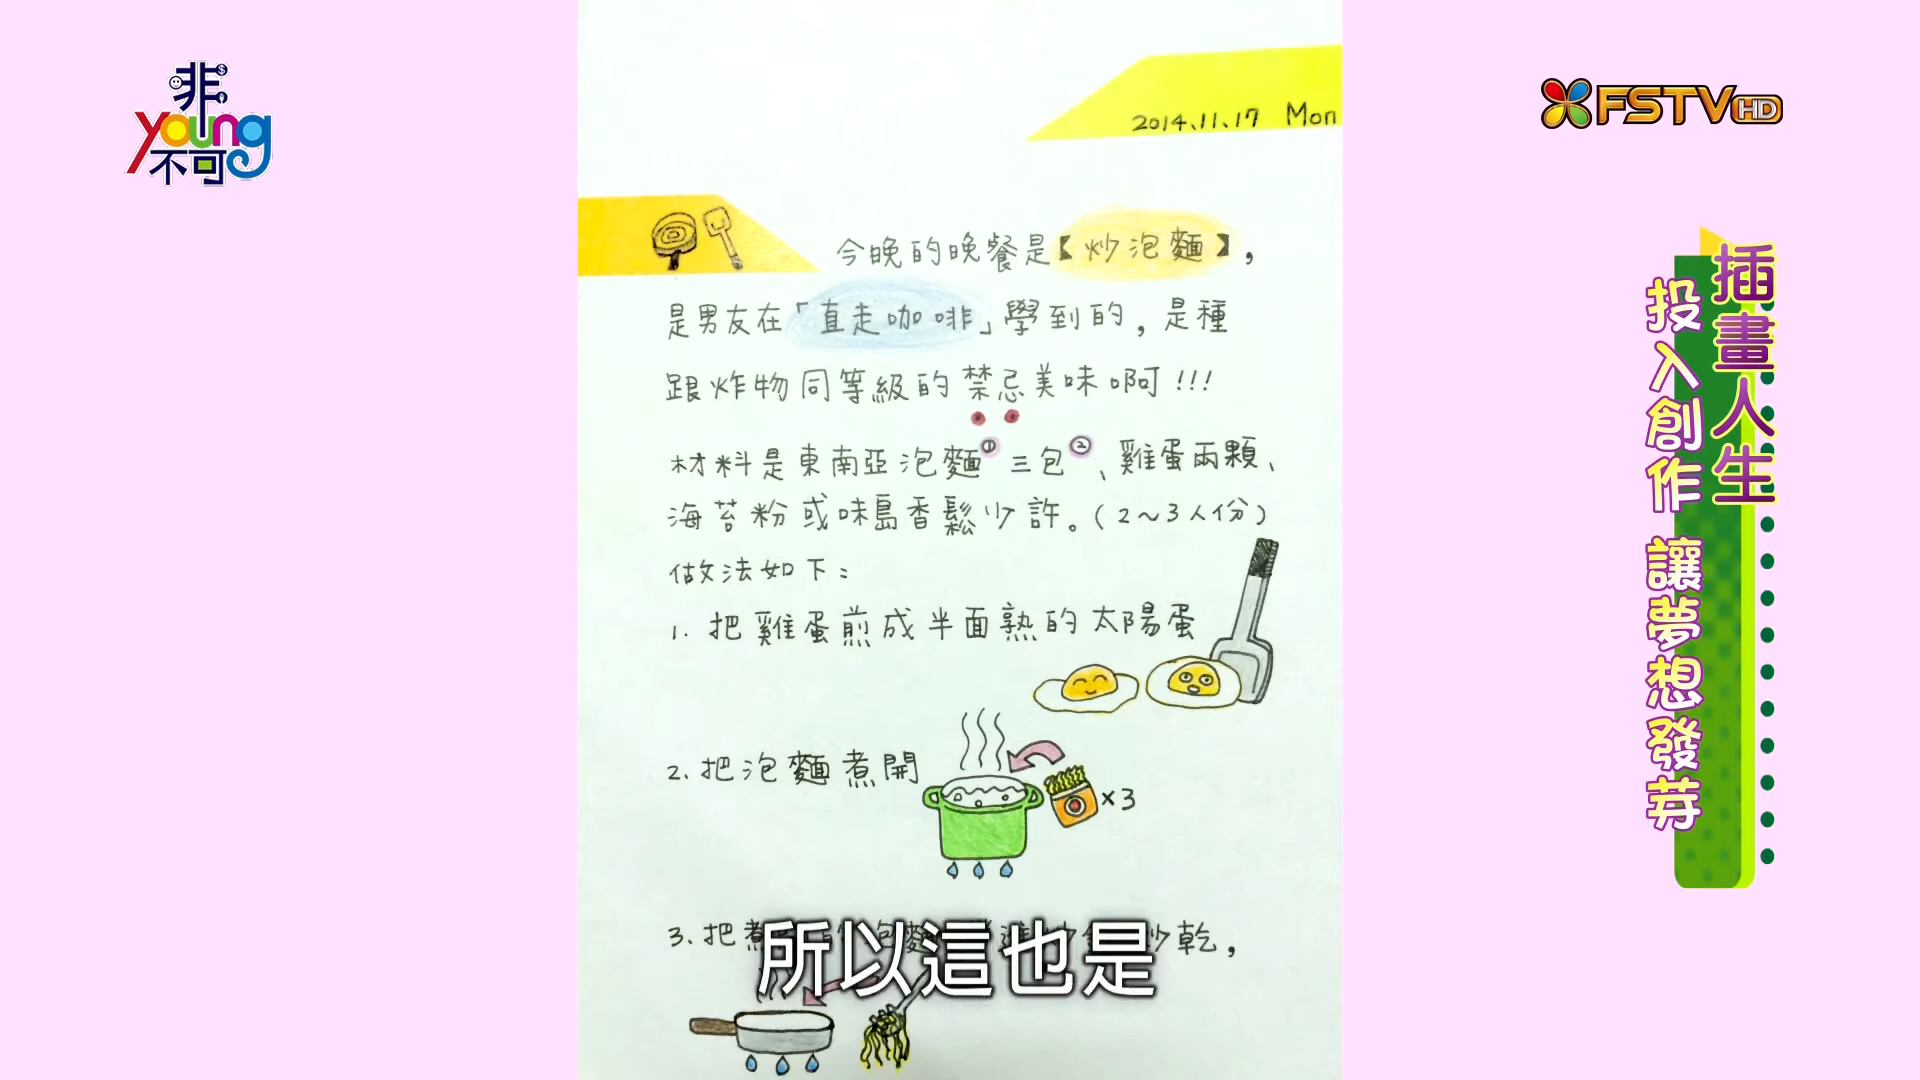 非
young
不可
FSTV HD
插畫人生
投入創作 讓夢想發芽
2014.11.17 Mon
今晚的晚餐是【炒泡麵】，
是男友在「直走咖啡」學到的，是種
跟炸物同等級的禁忌美味啊!!!
材料是東南亞泡麵①三包②、雞蛋兩顆、
海苔粉或味島香鬆少許。(2~3人份)
做法如下：
1. 把雞蛋煎成半面熟的太陽蛋
2. 把泡麵煮開
x3
3. 把煮 泡麵 炒乾，
所以這也是